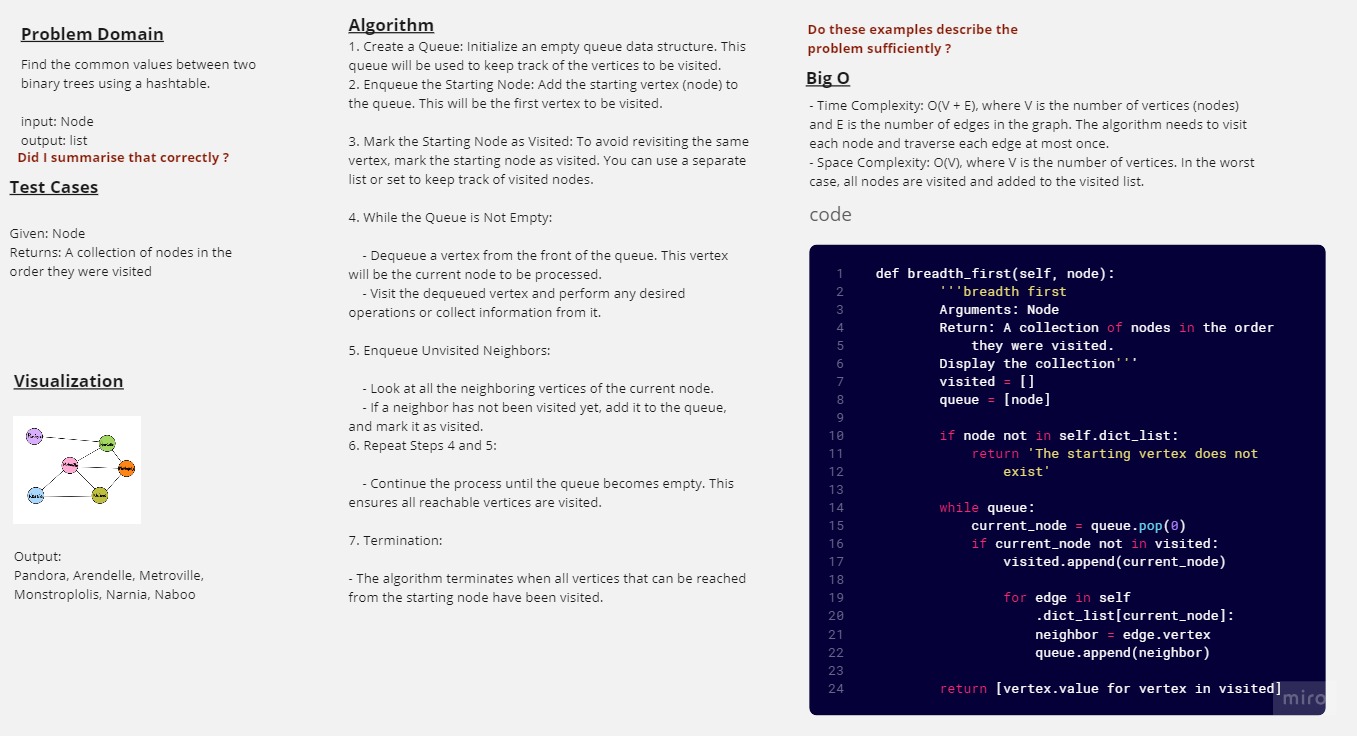 Problem Domain
Find the common values between two
binary trees using a hashtable.
input: Node
output: list
Did I summarise that correctly ?
Test Cases
Given: Node
Returns: A collection of nodes in the
order they were visited
Visualization
Output:
Pandora, Arendelle, Metroville,
Monstroplolis, Narnia, Naboo
Algorithm
1. Create a Queue: Initialize an empty queue data structure. This
queue will be used to keep track of the vertices to be visited.
2. Enqueue the Starting Node: Add the starting vertex (node) to
the queue. This will be the first vertex to be visited.
3. Mark the Starting Node as Visited: To avoid revisiting the same
vertex, mark the starting node as visited. You can use a separate
list or set to keep track of visited nodes.
4. While the Queue is Not Empty:
- Dequeue a vertex from the front of the queue. This vertex
will be the current node to be processed.
- Visit the dequeued vertex and perform any desired
operations or collect information from it.
5. Enqueue Unvisited Neighbors:
- Look at all the neighboring vertices of the current node.
- If a neighbor has not been visited yet, add it to the queue,
and mark it as visited.
6. Repeat Steps 4 and 5:
- Continue the process until the queue becomes empty. This
ensures all reachable vertices are visited.
7. Termination:
- The algorithm terminates when all vertices that can be reached
from the starting node have been visited.
Do these examples describe the
problem sufficiently ?
Big O
- Time Complexity: O(V + E), where V is the number of vertices (nodes)
and E is the number of edges in the graph. The algorithm needs to visit
each node and traverse each edge at most once.
- Space Complexity: O(V), where V is the number of vertices. In the worst
case, all nodes are visited and added to the visited list.
code
1 def breadth_first(self, node):
2 '''breadth first
3 Arguments: Node
4 Return: A collection of nodes in the order
5 they were visited.
6 Display the collection'''
7 visited = []
8 queue = [node]
9
10 if node not in self.dict_list:
11 return 'The starting vertex does not
12 exist'
13
14 while queue:
15 current_node = queue.pop(0)
16 if current_node not in visited:
17 visited.append(current_node)
18
19 for edge in self
20 .dict_list[current_node]:
21 neighbor = edge.vertex
22 queue.append(neighbor)
23
24 return [vertex.value for vertex in visited]
miro